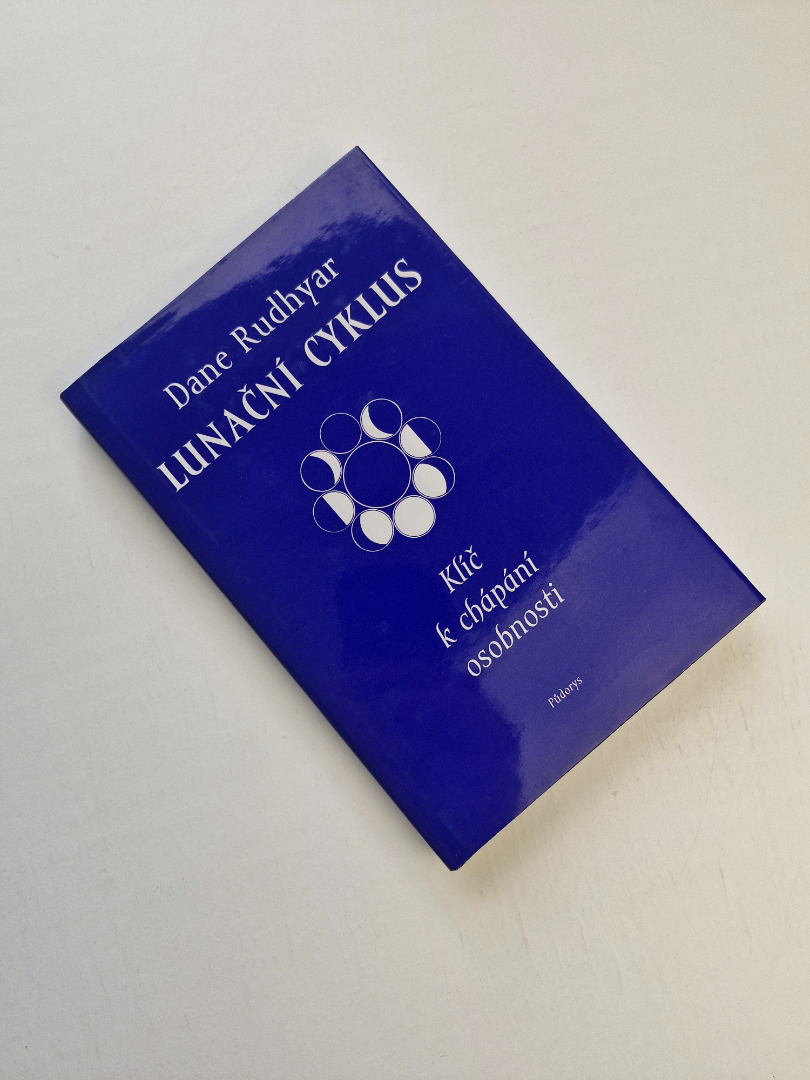 Dane Rudhyar
LUNAČNÍ CYKLUS
Klíč
k chápání
osobnosti
Půdorys